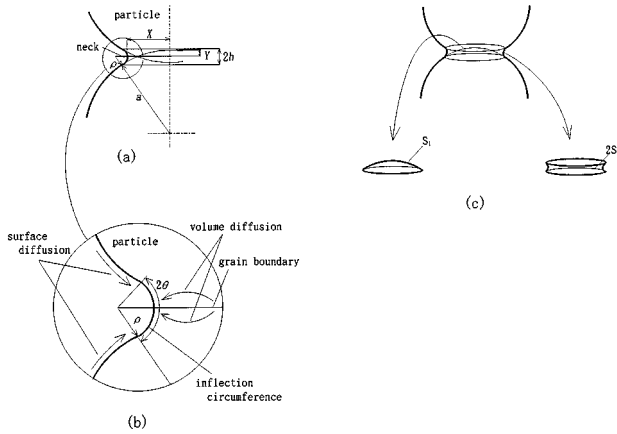 particle
X
neck
Y
2h
ρ
a
(a)
S₁
2S
(c)
surface
diffusion
particle
volume diffusion
grain boundary
2θ
ρ
inflection
circumference
(b)